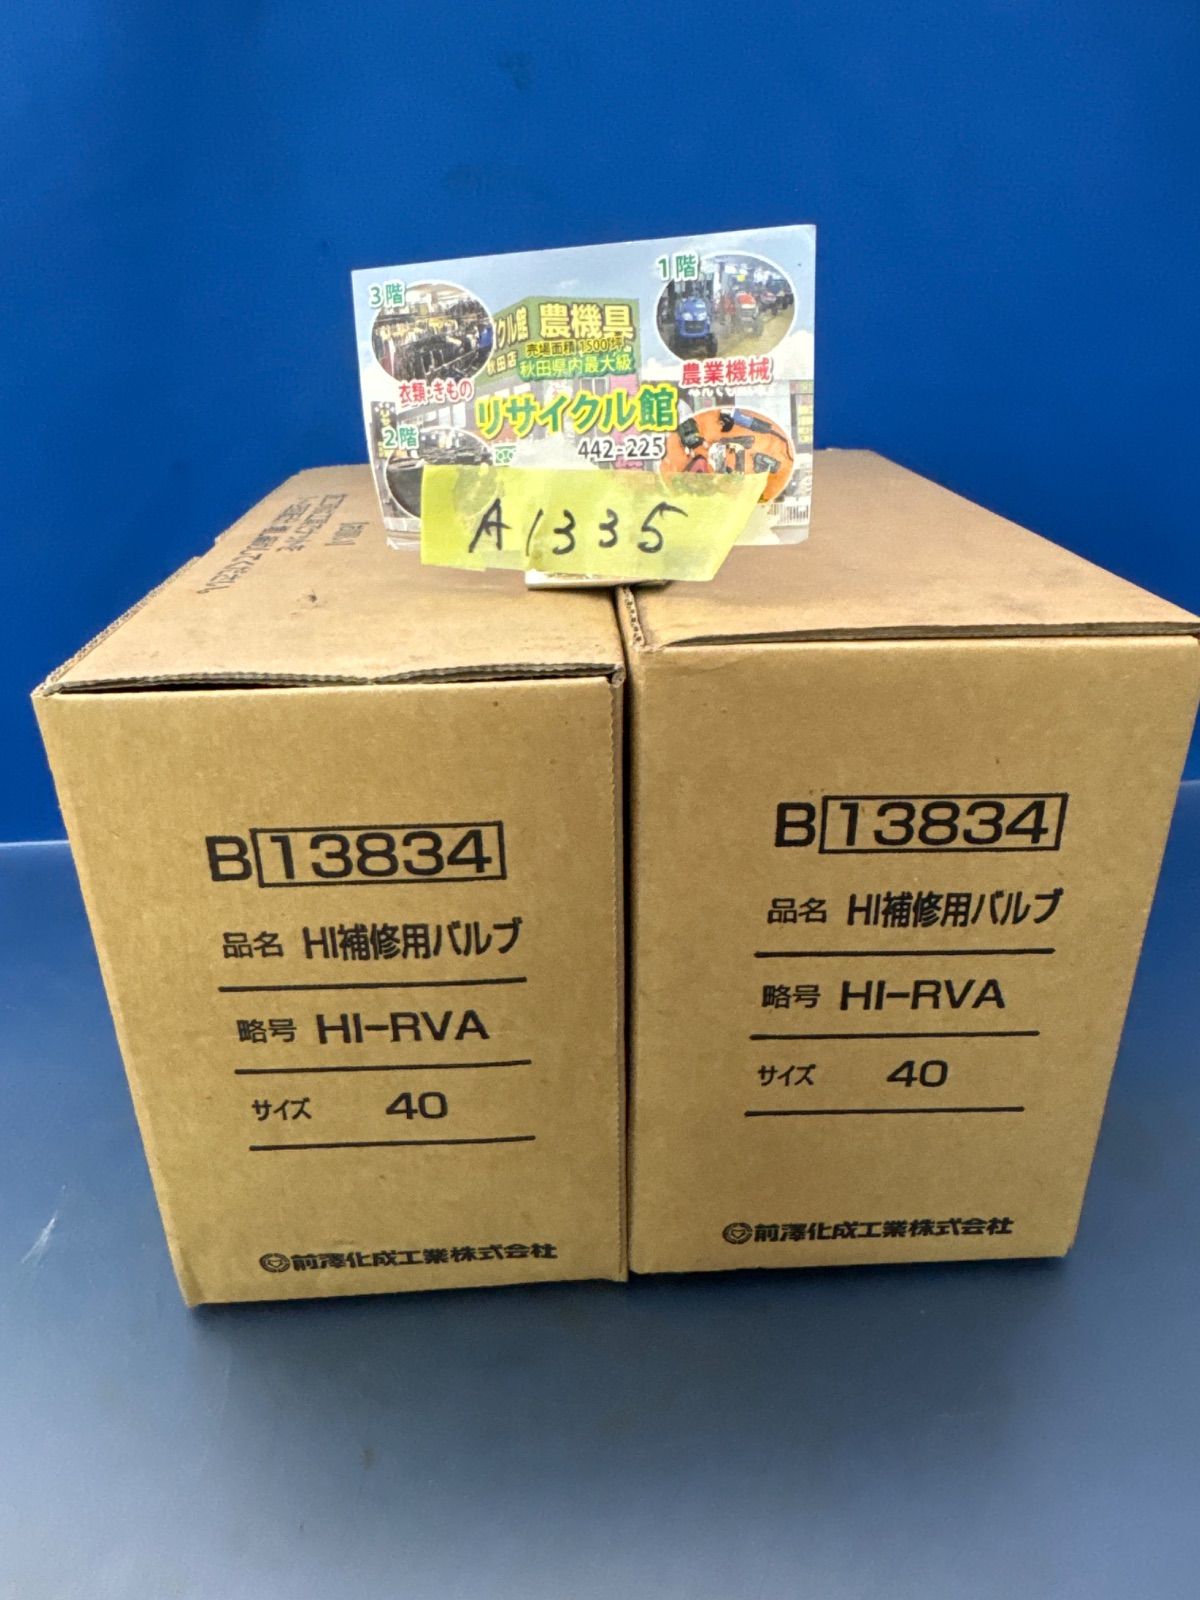 3階
衣類・きもの
2階
イクル館
秋田店
農機具
売場面積 1500坪
秋田県内最大級
リサイクル館
442-225
1階
農業機械
A1335
B 13834
品名 HI補修用バルブ
略号 HI-RVA
サイズ 40
前澤化成工業株式会社
B 13834
品名 HI補修用バルブ
略号 HI-RVA
サイズ 40
前澤化成工業株式会社